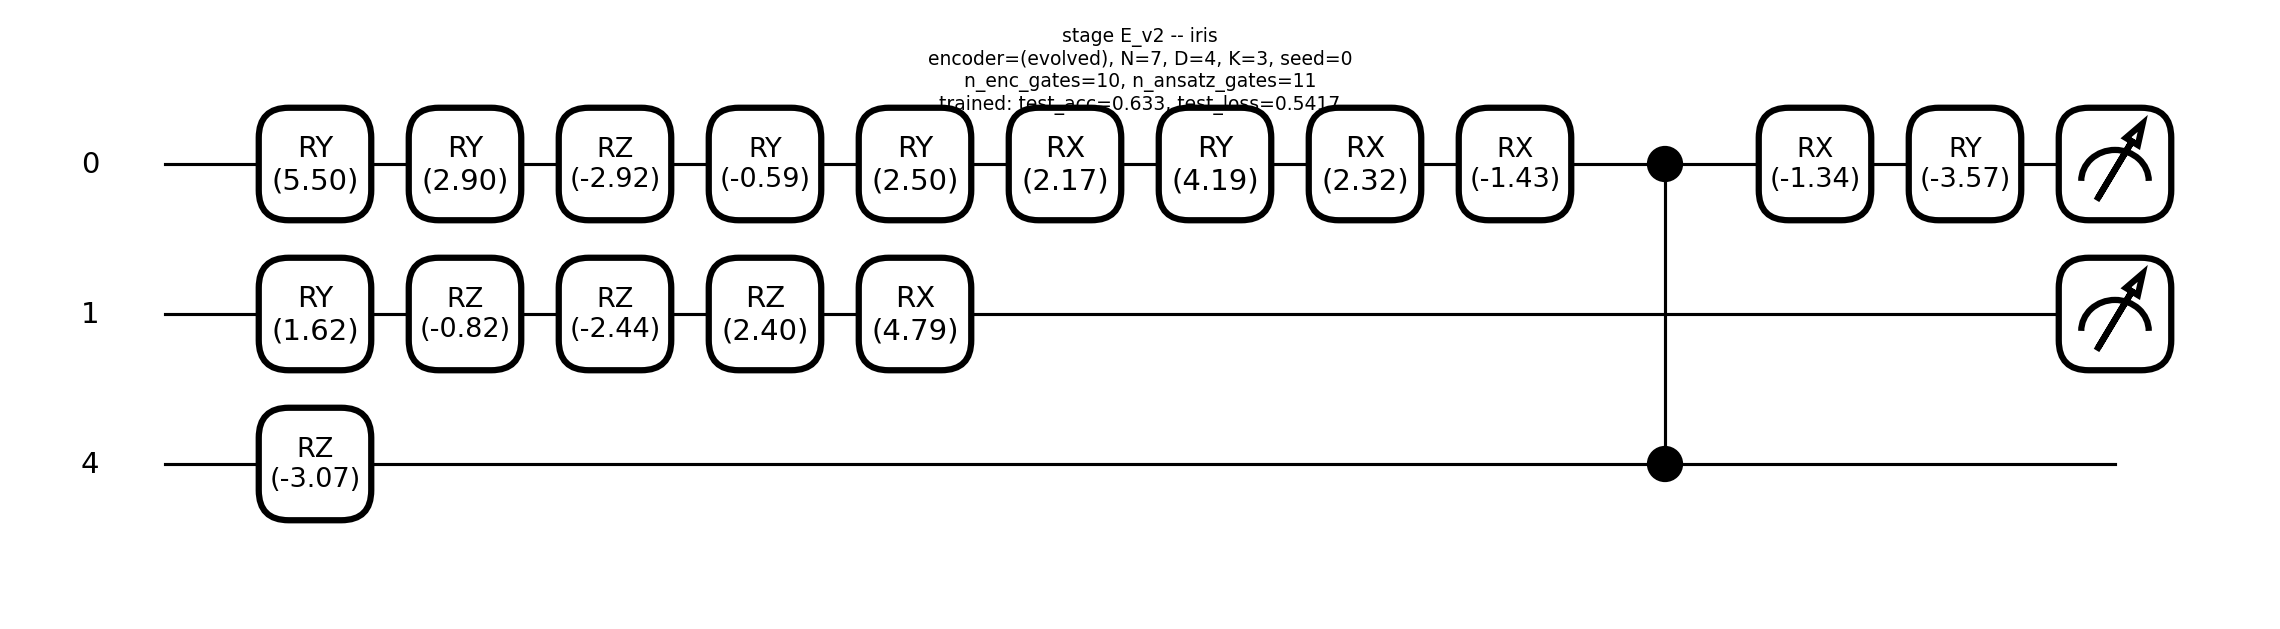 stage E_v2 -- iris
encoder=(evolved), N=7, D=4, K=3, seed=0
n_enc_gates=10, n_ansatz_gates=11
trained: test_acc=0.633, test_loss=0.5417
0 RY (5.50) RY (2.90) RZ (-2.92) RY (-0.59) RY (2.50) RX (2.17) RY (4.19) RX (2.32) RX (-1.43) RX (-1.34) RY (-3.57)
1 RY (1.62) RZ (-0.82) RZ (-2.44) RZ (2.40) RX (4.79)
4 RZ (-3.07)